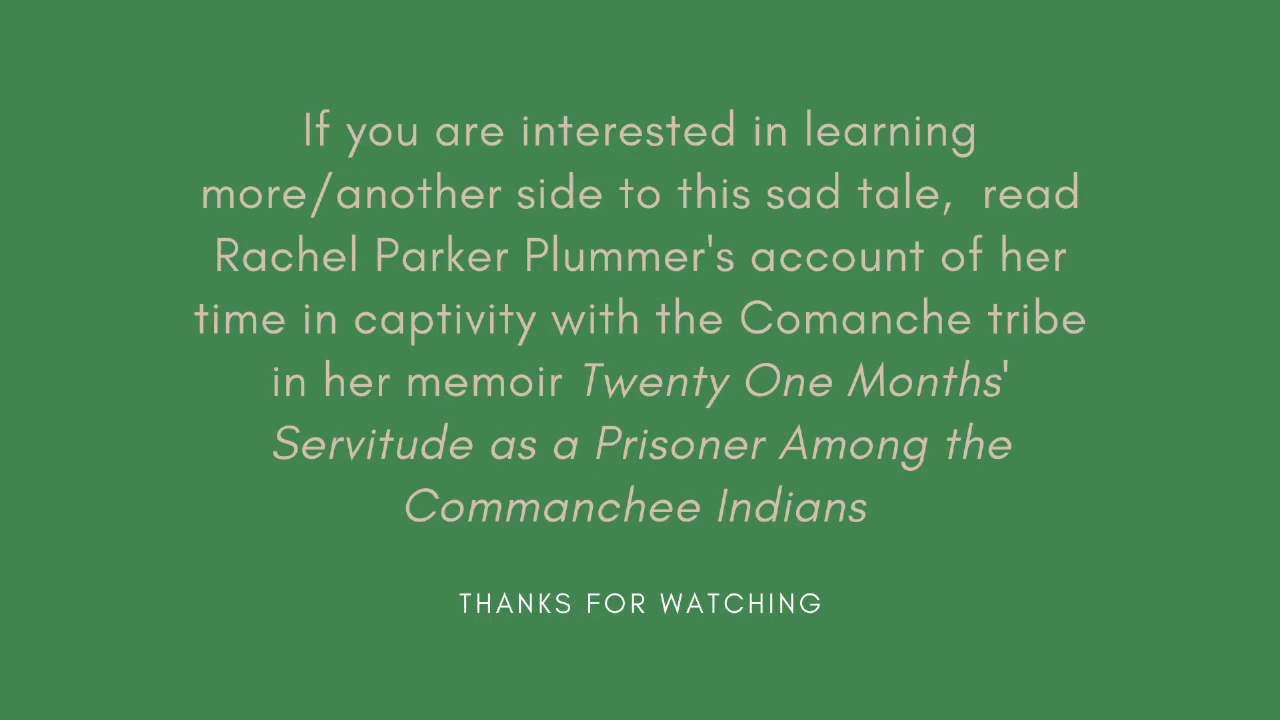 If you are interested in learning
more/another side to this sad tale,  read
Rachel Parker Plummer's account of her
time in captivity with the Comanche tribe
in her memoir Twenty One Months'
Servitude as a Prisoner Among the
Commanchee Indians
THANKS FOR WATCHING